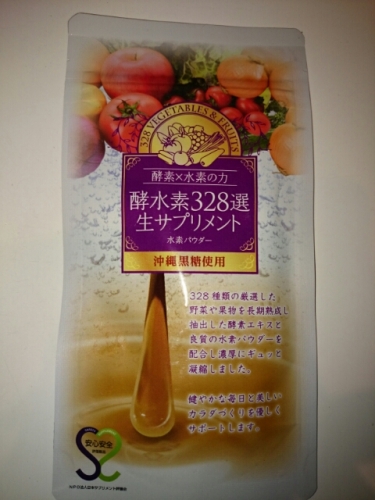 328 VEGETABLES & FRUITS
酵素×水素の力
酵水素328選
生サプリメント
水素パウダー
沖縄黒糖使用
328種類の厳選した
野菜や果物を長期熟成し
抽出した酵素エキスと
良質の水素パウダーを
配合し濃厚にギュッと
凝縮しました。
健やかな毎日と美しい
カラダづくりを優しく
サポートします。
安心安全